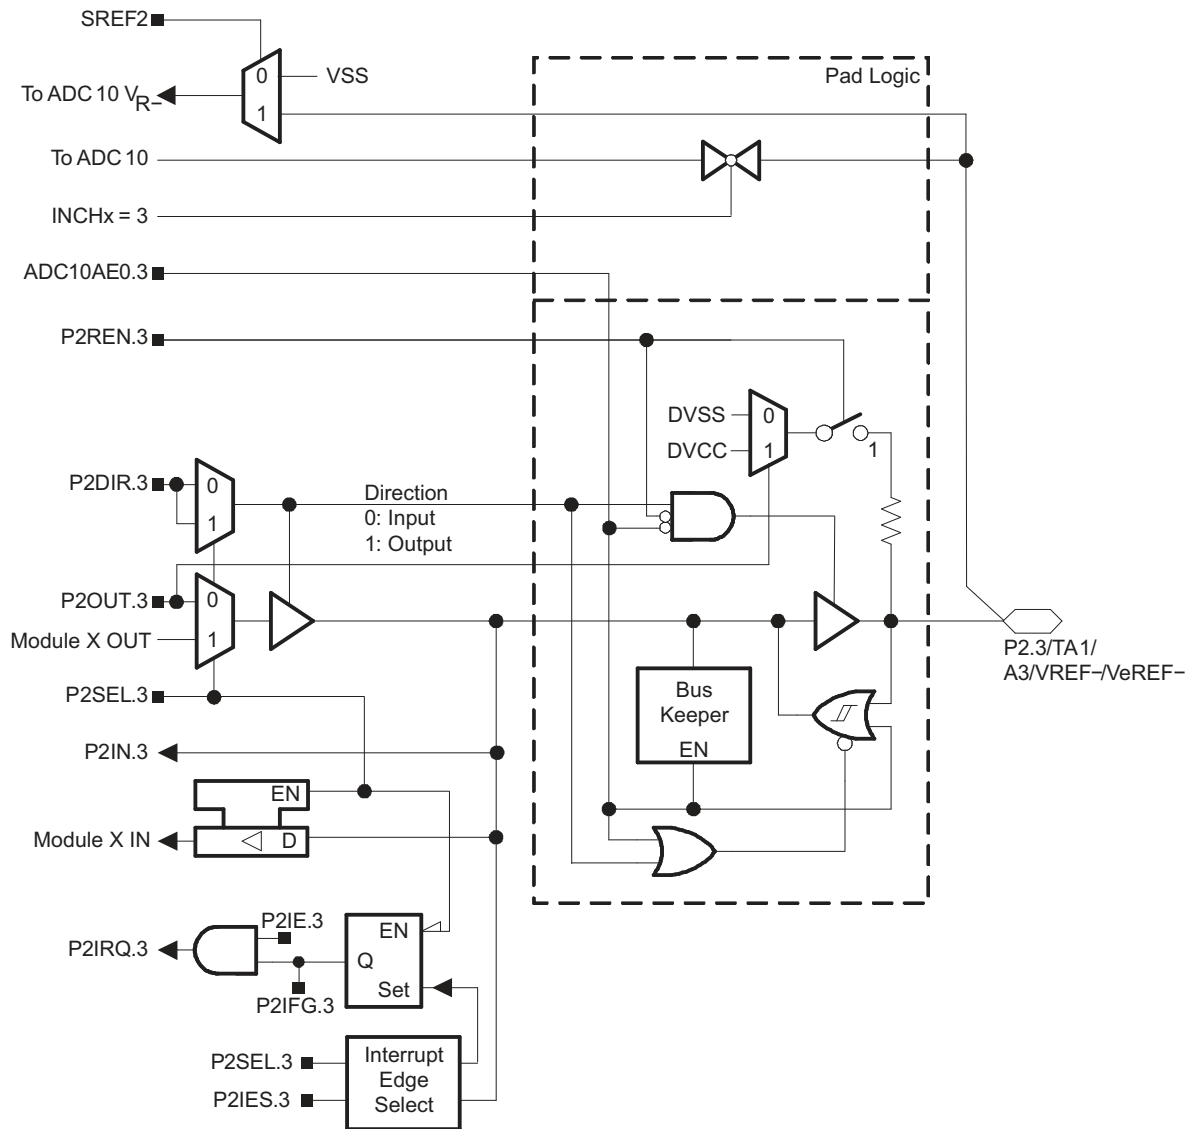 SREF2
0
VSS
Pad Logic
To ADC 10 VR−
1
To ADC 10
INCHx = 3
ADC10AE0.3
P2REN.3
DVSS
0
DVCC
1
1
P2DIR.3
0
1
Direction
0: Input
1: Output
P2OUT.3
0
Module X OUT
1
P2.3/TA1/
A3/VREF−/VeREF−
P2SEL.3
Bus
Keeper
EN
P2IN.3
EN
Module X IN
D
P2IE.3
EN
P2IRQ.3
Q
Set
P2IFG.3
P2SEL.3
P2IES.3
Interrupt
Edge
Select